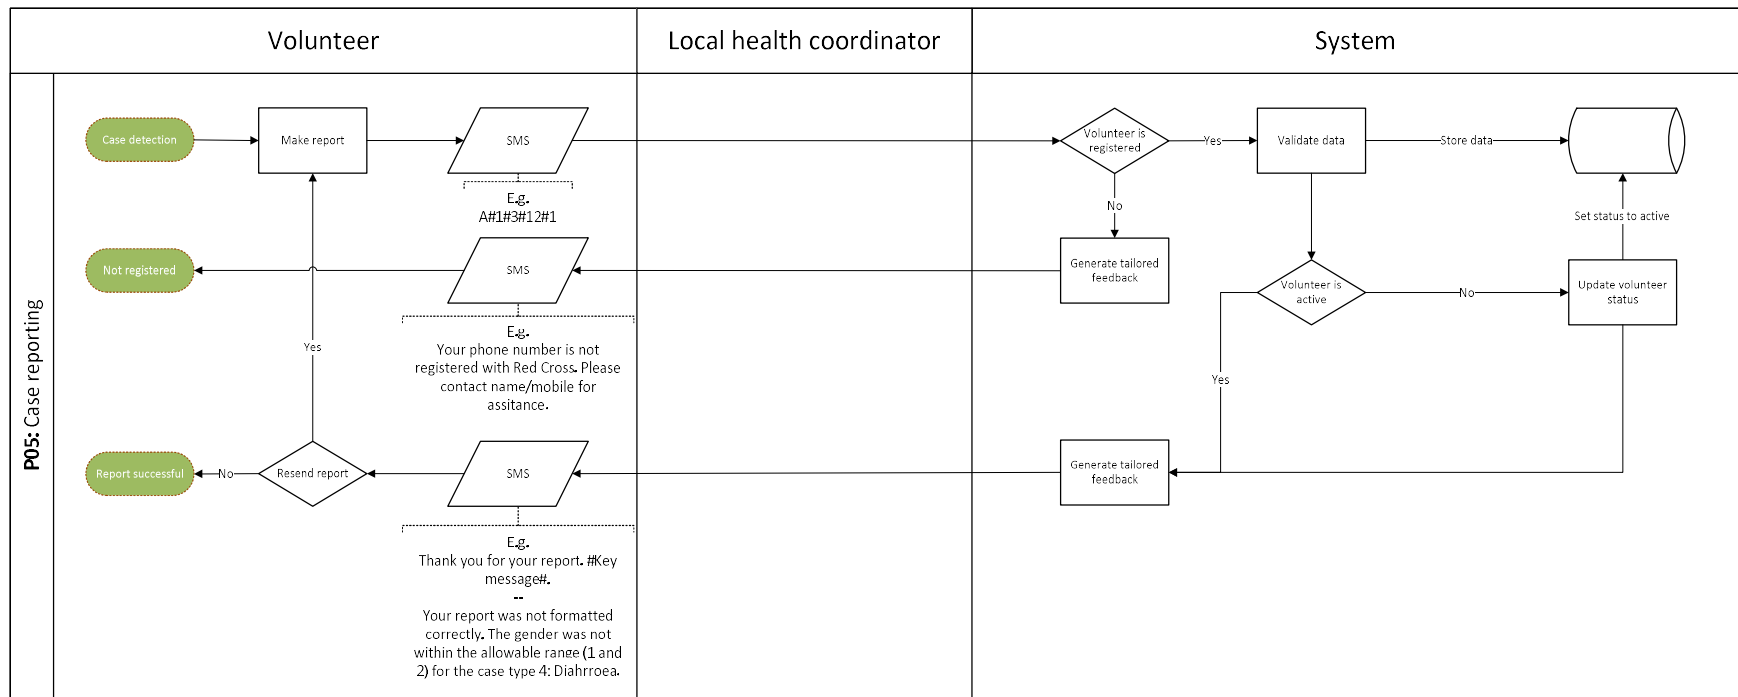 Volunteer
Local health coordinator
System
P05: Case reporting
Case detection
Make report
SMS
E.g.
A#1#3#12#1
Volunteer is
registered
Yes
Validate data
Store data
No
Set status to active
Not registered
SMS
E.g.
Your phone number is not
registered with Red Cross. Please
contact name/mobile for
assitance.
Generate tailored
feedback
Volunteer is
active
No
Update volunteer
status
Yes
Yes
Report successful
No
Resend report
SMS
E.g.
Thank you for your report. #Key
message#.
--
Your report was not formatted
correctly. The gender was not
within the allowable range (1 and
2) for the case type 4: Diahrroea.
Generate tailored
feedback